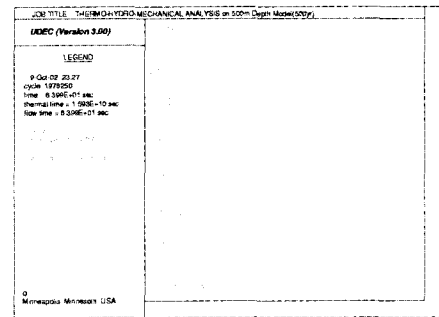 JOB TITLE : THERMO-HYDRO-MECHANICAL ANALYSIS on 500m Depth Model(500yr)
UDEC (Version 3.00)
LEGEND
9-Oct-02 23:27
cycle 1978250
time = 6.399E+01 sec
thermal time = 1.593E+10 sec
flow time = 6.399E+01 sec
Minneapolis Minnesota USA